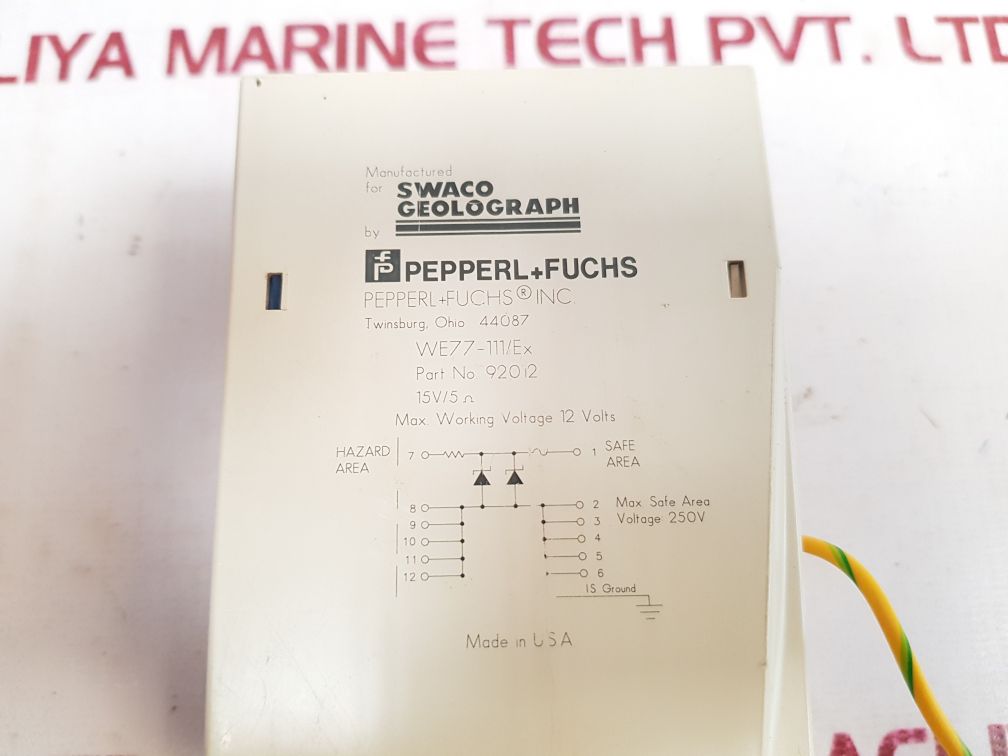 LIYA MARINE TECH PVT. LTD
Manufactured
for SWACO
GEOLOGRAPH
by
PEPPERL+FUCHS
PEPPERL+FUCHS® INC.
Twinsburg, Ohio 44087
WE77-111/Ex
Part No. 92012
15V/5 Ω
Max. Working Voltage 12 Volts
HAZARD AREA
7
1
SAFE AREA
8
2
Max Safe Area
Voltage 250V
9
3
10
4
11
5
12
6
IS Ground
Made in USA